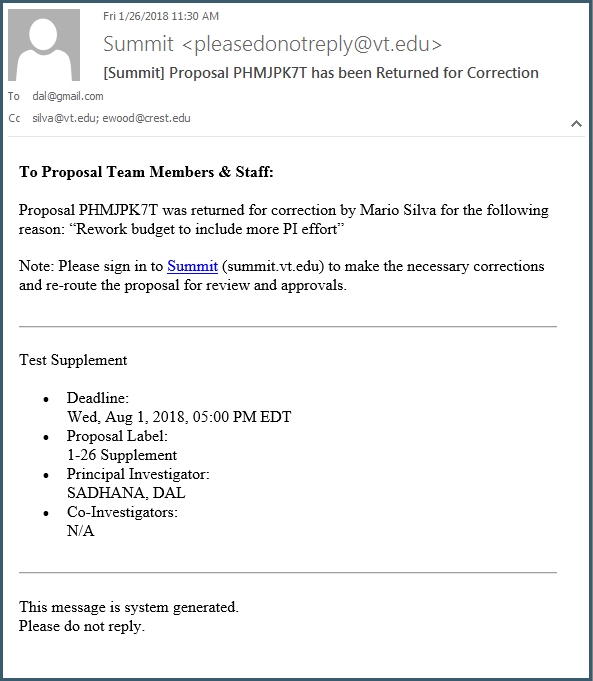 Fri 1/26/2018 11:30 AM
Summit <pleasedonotreply@vt.edu>
[Summit] Proposal PHMJPK7T has been Returned for Correction
To dal@gmail.com
Cc silva@vt.edu; ewood@crest.edu
To Proposal Team Members & Staff:
Proposal PHMJPK7T was returned for correction by Mario Silva for the following
reason: “Rework budget to include more PI effort”
Note: Please sign in to Summit (summit.vt.edu) to make the necessary corrections
and re-route the proposal for review and approvals.
Test Supplement
• Deadline:
Wed, Aug 1, 2018, 05:00 PM EDT
• Proposal Label:
1-26 Supplement
• Principal Investigator:
SADHANA, DAL
• Co-Investigators:
N/A
This message is system generated.
Please do not reply.